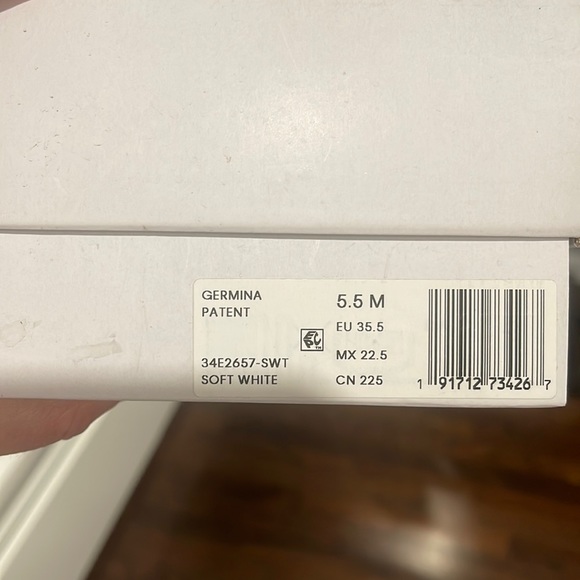 GERMINA
PATENT
34E2657-SWT
SOFT WHITE
5.5 M
EU 35.5
MX 22.5
CN 225
1 91712 73426 7